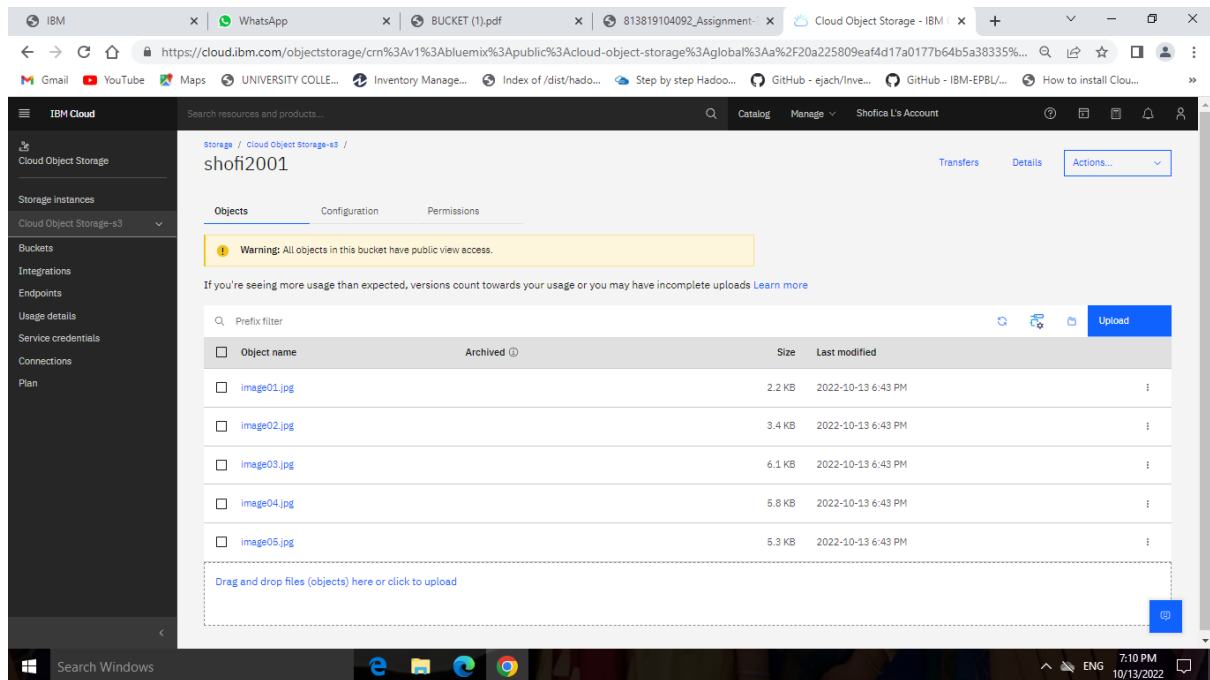 IBM
WhatsApp
BUCKET (1).pdf
813819104092_Assignment-
Cloud Object Storage - IBM
https://cloud.ibm.com/objectstorage/crn%3Av1%3Abluemix%3Apublic%3Acloud-object-storage%3Aglobal%3Aa%2F20a225809eaf4d17a0177b64b5a38335%...
Gmail YouTube Maps UNIVERSITY COLLE... Inventory Manage... Index of /dist/hado... Step by step Hadoo... GitHub - ejach/Inve... GitHub - IBM-EPBL/... How to install Clou... »
IBM Cloud
Search resources and products...
Catalog Manage Shofica L's Account
Cloud Object Storage
Storage instances
Cloud Object Storage-s3
Buckets
Integrations
Endpoints
Usage details
Service credentials
Connections
Plan
Storage / Cloud Object Storage-s3 /
shofi2001
Transfers Details Actions...
Objects Configuration Permissions
Warning: All objects in this bucket have public view access.
If you're seeing more usage than expected, versions count towards your usage or you may have incomplete uploads Learn more
Prefix filter
Upload
Object name Archived Size Last modified
image01.jpg 2.2 KB 2022-10-13 6:43 PM
image02.jpg 3.4 KB 2022-10-13 6:43 PM
image03.jpg 6.1 KB 2022-10-13 6:43 PM
image04.jpg 5.8 KB 2022-10-13 6:43 PM
image05.jpg 5.3 KB 2022-10-13 6:43 PM
Drag and drop files (objects) here or click to upload
Search Windows
ENG
7:10 PM
10/13/2022